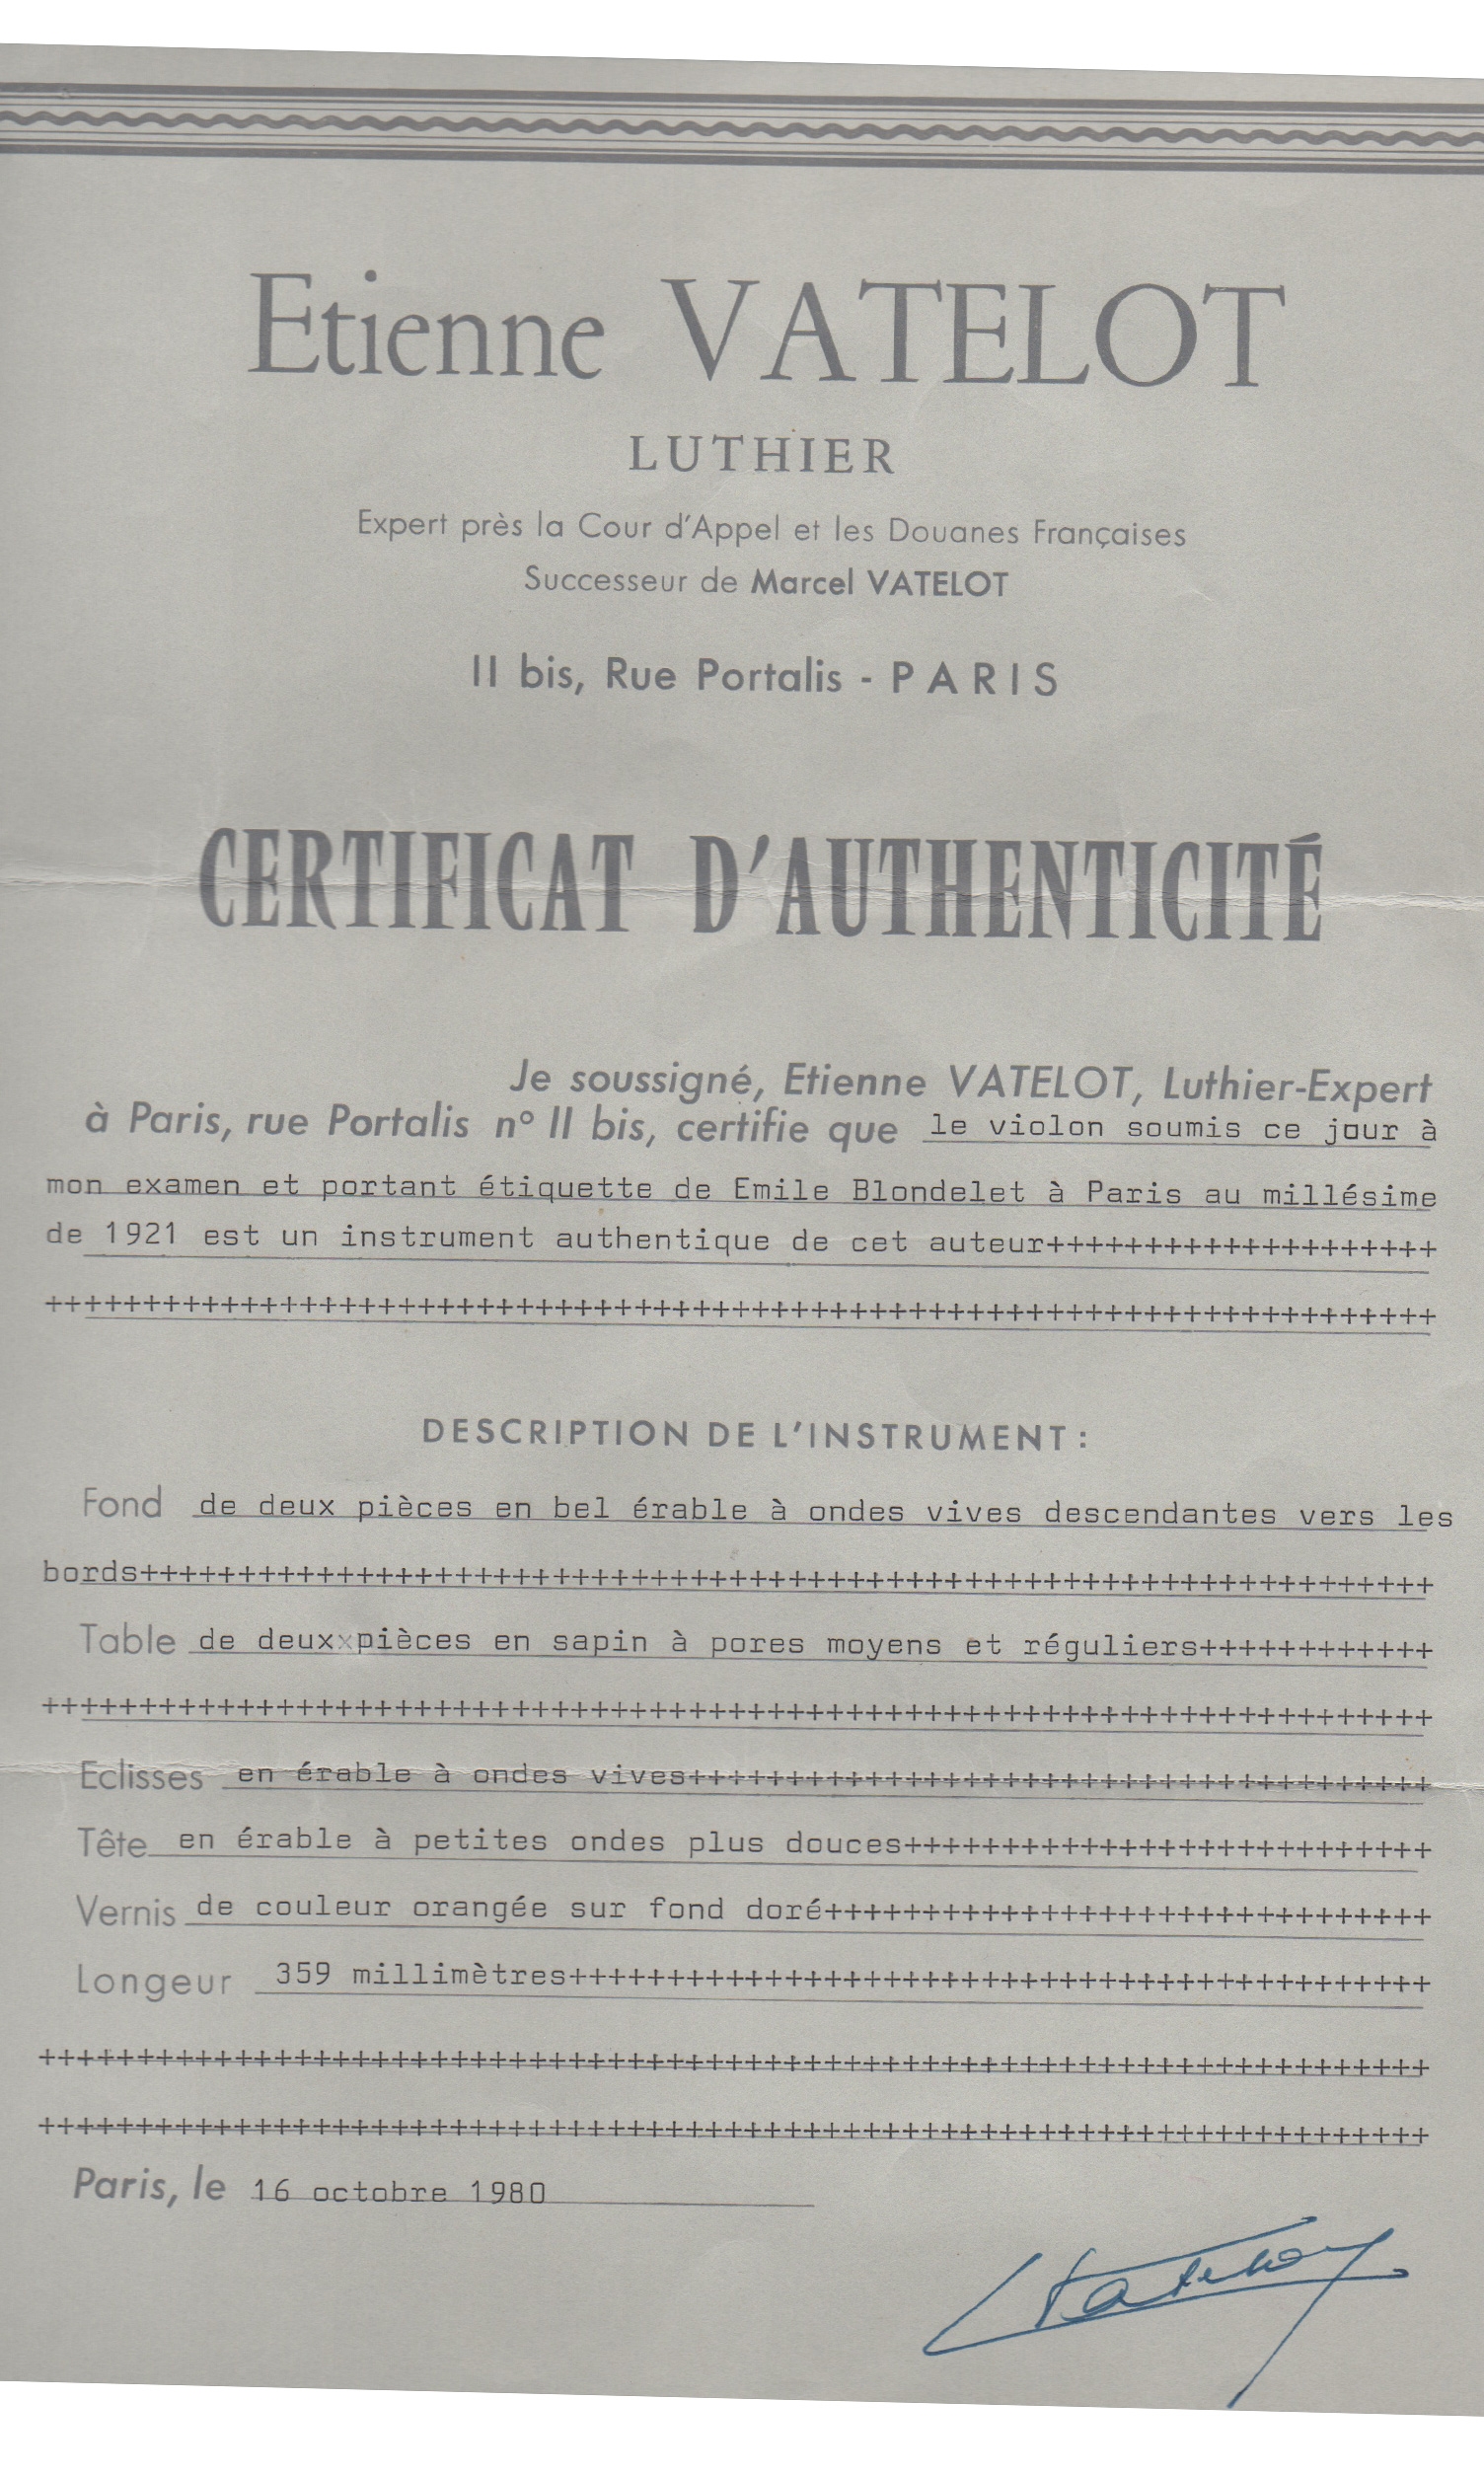 Etienne VATELOT
LUTHIER
Expert près la Cour d'Appel et les Douanes Françaises
Successeur de Marcel VATELOT
II bis, Rue Portalis - PARIS
CERTIFICAT D'AUTHENTICITÉ
Je soussigné, Etienne VATELOT, Luthier-Expert
à Paris, rue Portalis n° II bis, certifie que le violon soumis ce jour à
mon examen et portant étiquette de Emile Blondelet à Paris au millésime
de 1921 est un instrument authentique de cet auteur++++++++++++++++++++
+++++++++++++++++++++++++++++++++++++++++++++++++++++++++++++++++++++++
DESCRIPTION DE L'INSTRUMENT :
Fond de deux pièces en bel érable à ondes vives descendantes vers les
bords++++++++++++++++++++++++++++++++++++++++++++++++++++++++++++++++++
Table de deuxxpièces en sapin à pores moyens et réguliers++++++++++++
+++++++++++++++++++++++++++++++++++++++++++++++++++++++++++++++++++++++
Eclisses en érable à ondes vives++++++++++++++++++++++++++++++++++++++
Tête en érable à petites ondes plus douces+++++++++++++++++++++++++++
Vernis de couleur orangée sur fond doré+++++++++++++++++++++++++++++++
Longeur 359 millimètres++++++++++++++++++++++++++++++++++++++++++++
+++++++++++++++++++++++++++++++++++++++++++++++++++++++++++++++++++++++
+++++++++++++++++++++++++++++++++++++++++++++++++++++++++++++++++++++++
Paris, le 16 octobre 1980
Vatelot